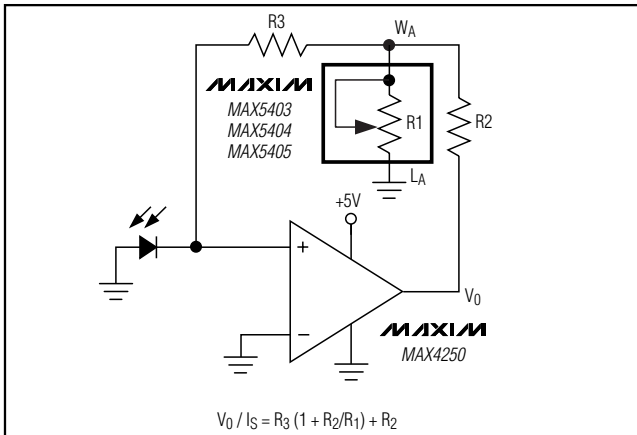 R3
WA
MAXIM
MAX5403
MAX5404
MAX5405
R1
R2
LA
+5V
+
V0
–
MAXIM
MAX4250
V0 / IS = R3 (1 + R2/R1) + R2